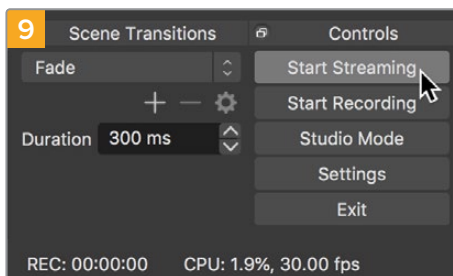 9
Scene Transitions
Controls
Fade
Start Streaming
Start Recording
Duration 300 ms
Studio Mode
Settings
Exit
REC: 00:00:00 CPU: 1.9%, 30.00 fps